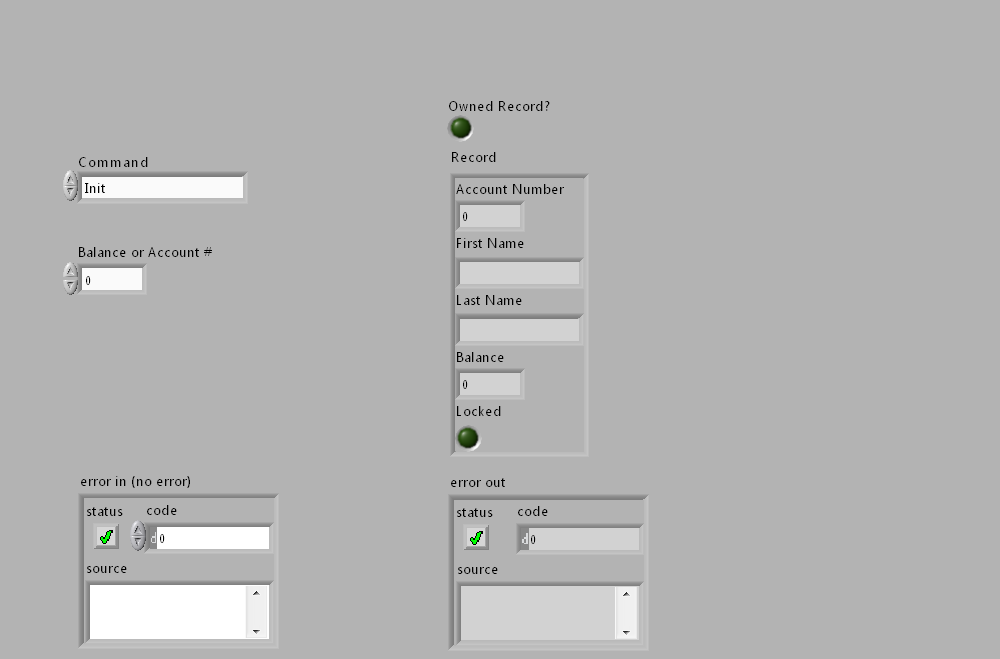 Owned Record?
Command
Init
Record
Account Number
0
First Name
Last Name
Balance
0
Locked
Balance or Account #
0
error in (no error)
status
code
d 0
source
error out
status
code
d 0
source